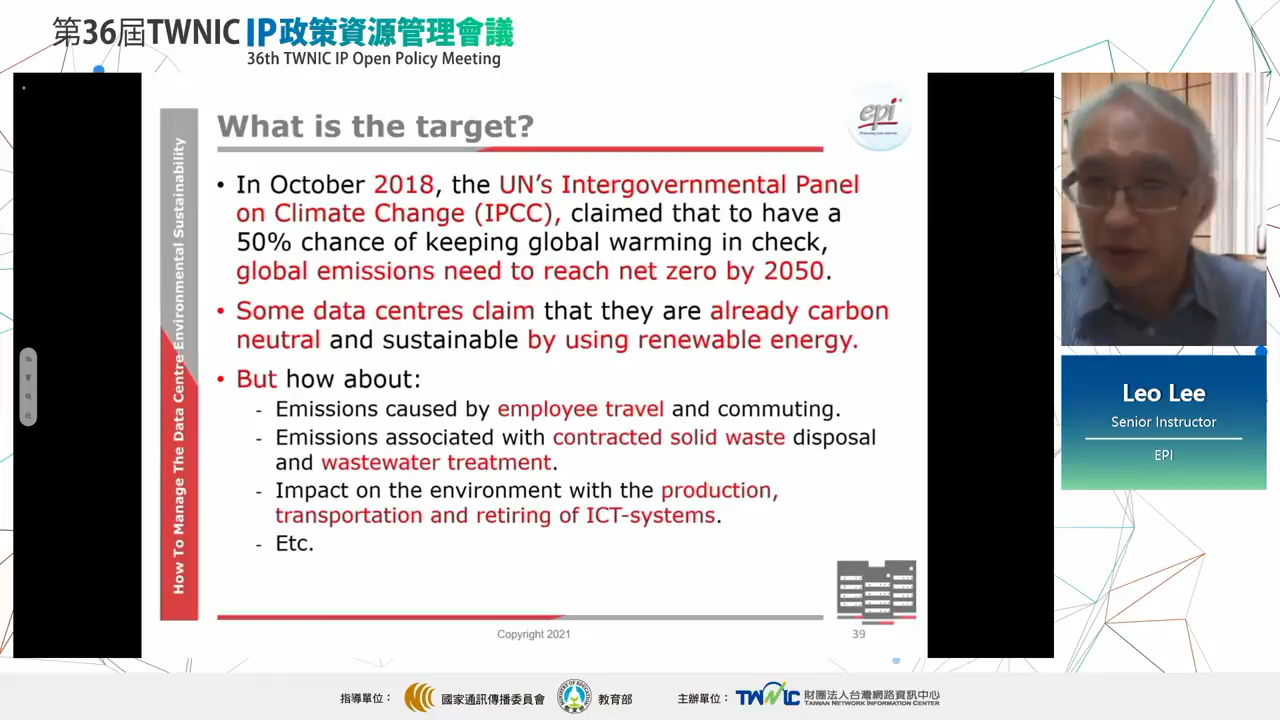 第36屆TWNIC IP政策資源管理會議
36th TWNIC IP Open Policy Meeting
How To Manage The Data Centre Environmental Sustainability
What is the target?
epi
• In October 2018, the UN's Intergovernmental Panel
on Climate Change (IPCC), claimed that to have a
50% chance of keeping global warming in check,
global emissions need to reach net zero by 2050.
• Some data centres claim that they are already carbon
neutral and sustainable by using renewable energy.
• But how about:
- Emissions caused by employee travel and commuting.
- Emissions associated with contracted solid waste disposal
and wastewater treatment.
- Impact on the environment with the production,
transportation and retiring of ICT-systems.
- Etc.
Copyright 2021
39
Leo Lee
Senior Instructor
EPI
指導單位：
國家通訊傳播委員會
教育部
主辦單位：
TWNIC
財團法人台灣網路資訊中心
TAIWAN NETWORK INFORMATION CENTER